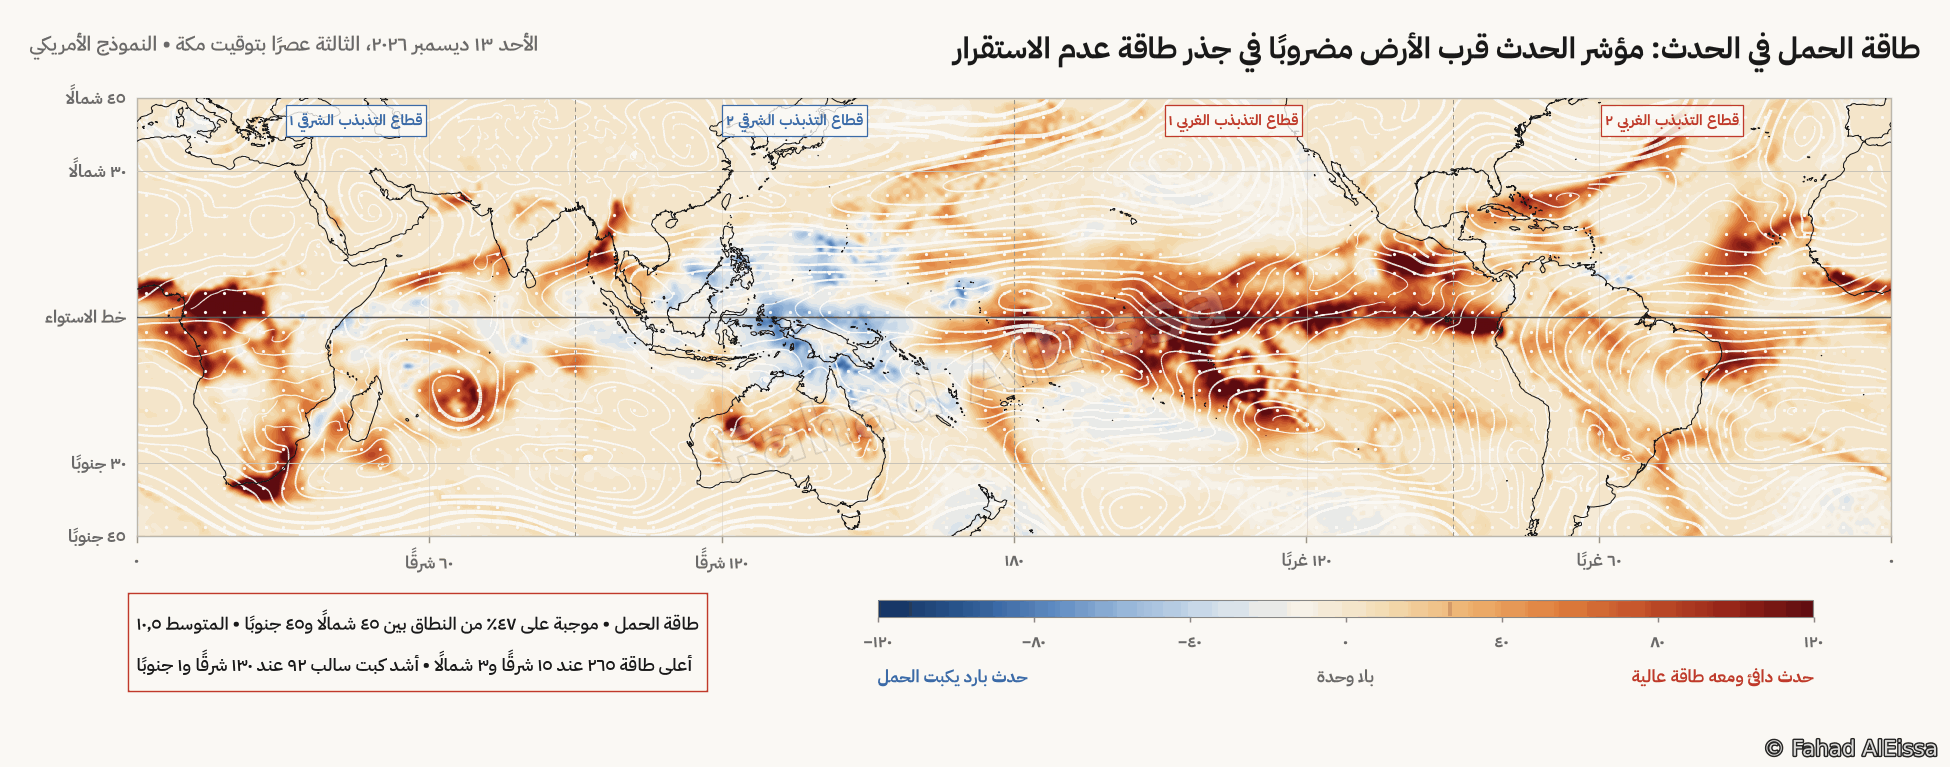 طاقة الحمل في الحدث: مؤشر الحدث قرب الأرض مضروبًا في جذر طاقة عدم الاستقرار
الأحد ١٣ ديسمبر ٢٠٢٦، الثالثة عصرًا بتوقيت مكة • النموذج الأمريكي
قطاع التذبذب الشرقي ١
قطاع التذبذب الشرقي ٢
قطاع التذبذب الغربي ١
قطاع التذبذب الغربي ٢
٤٥ شمالًا
٣٠ شمالًا
خط الاستواء
٣٠ جنوبًا
٤٥ جنوبًا
٠
٦٠ شرقًا
١٢٠ شرقًا
١٨٠
١٢٠ غربًا
٦٠ غربًا
٠
Fahad AlEissa
طاقة الحمل • موجبة على ٤٧٪ من النطاق بين ٤٥ شمالًا و٤٥ جنوبًا • المتوسط ١٠٫٥
أعلى طاقة ٢٦٥ عند ١٥ شرقًا و٣ شمالًا • أشد كبت سالب ٩٢ عند ١٣٠ شرقًا و١ جنوبًا
−١٢٠
−٨٠
−٤٠
٠
٤٠
٨٠
١٢٠
حدث بارد يكبت الحمل
بلا وحدة
حدث دافئ ومعه طاقة عالية
© Fahad AlEissa